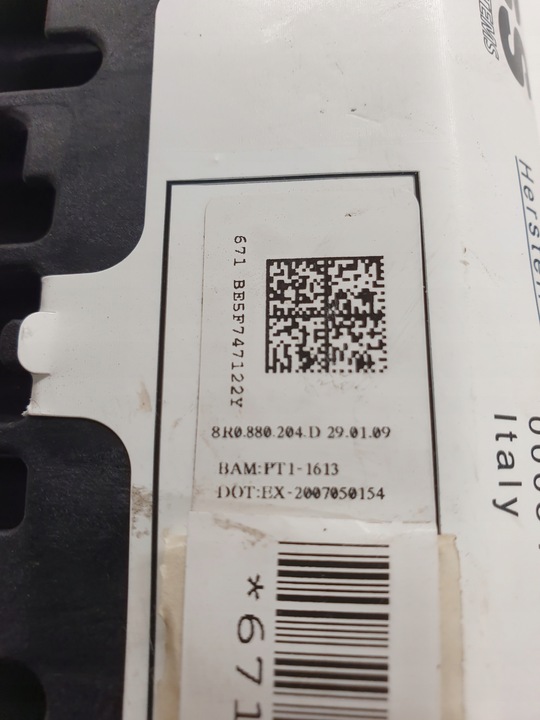 671 BE5F747122Y
8R0.880.204.D 29.01.09
BAM:PT1-1613
DOT:EX-2007050154
*671
Italy